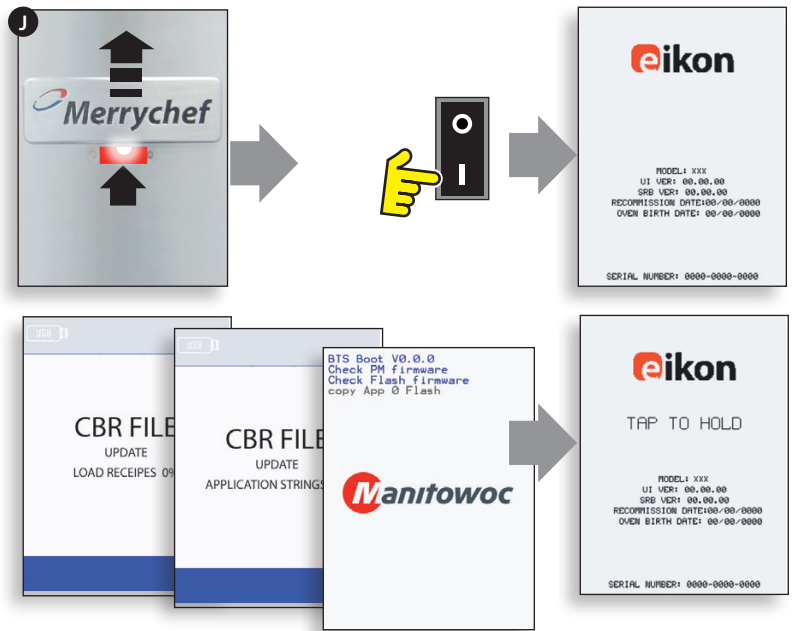 J
Merrychef
O
I
eikon
MODEL: XXX
UI VER: 00.00.00
SRB VER: 00.00.00
RECOMMISSION DATE:00/00/0000
OVEN BIRTH DATE: 00/00/0000
SERIAL NUMBER: 0000-0000-0000
USB
CBR FILE
UPDATE
LOAD RECEIPES 0%
USB
CBR FILE
UPDATE
APPLICATION STRINGS
BTS Boot V0.0.0
Check PM firmware
Check Flash firmware
copy App 0 Flash
Manitowoc
eikon
TAP TO HOLD
MODEL: XXX
UI VER: 00.00.00
SRB VER: 00.00.00
RECOMMISSION DATE:00/00/0000
OVEN BIRTH DATE: 00/00/0000
SERIAL NUMBER: 0000-0000-0000